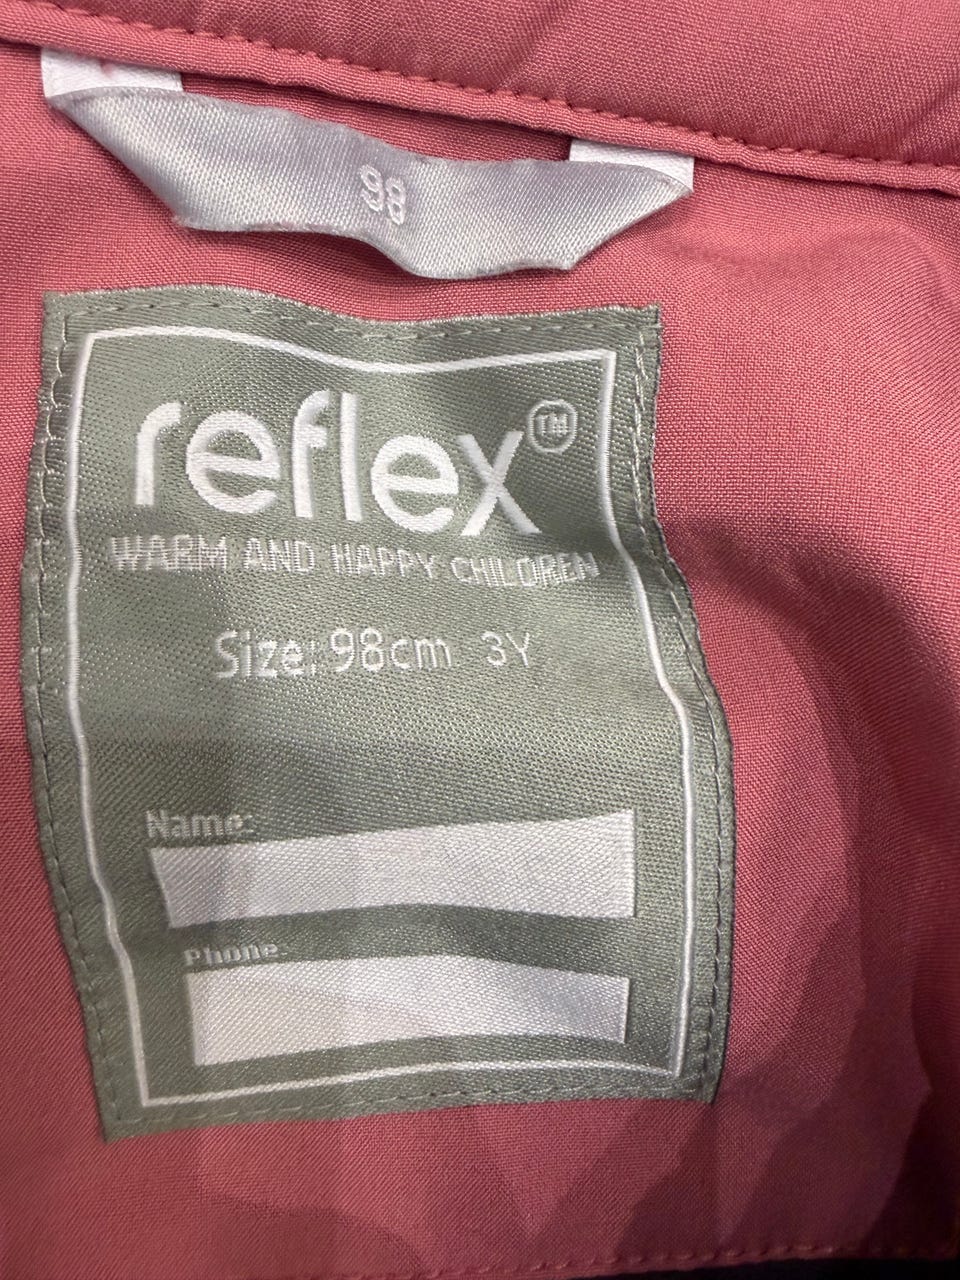 98
reflex™
WARM AND HAPPY CHILDREN
Size: 98cm 3Y
Name:
Phone: